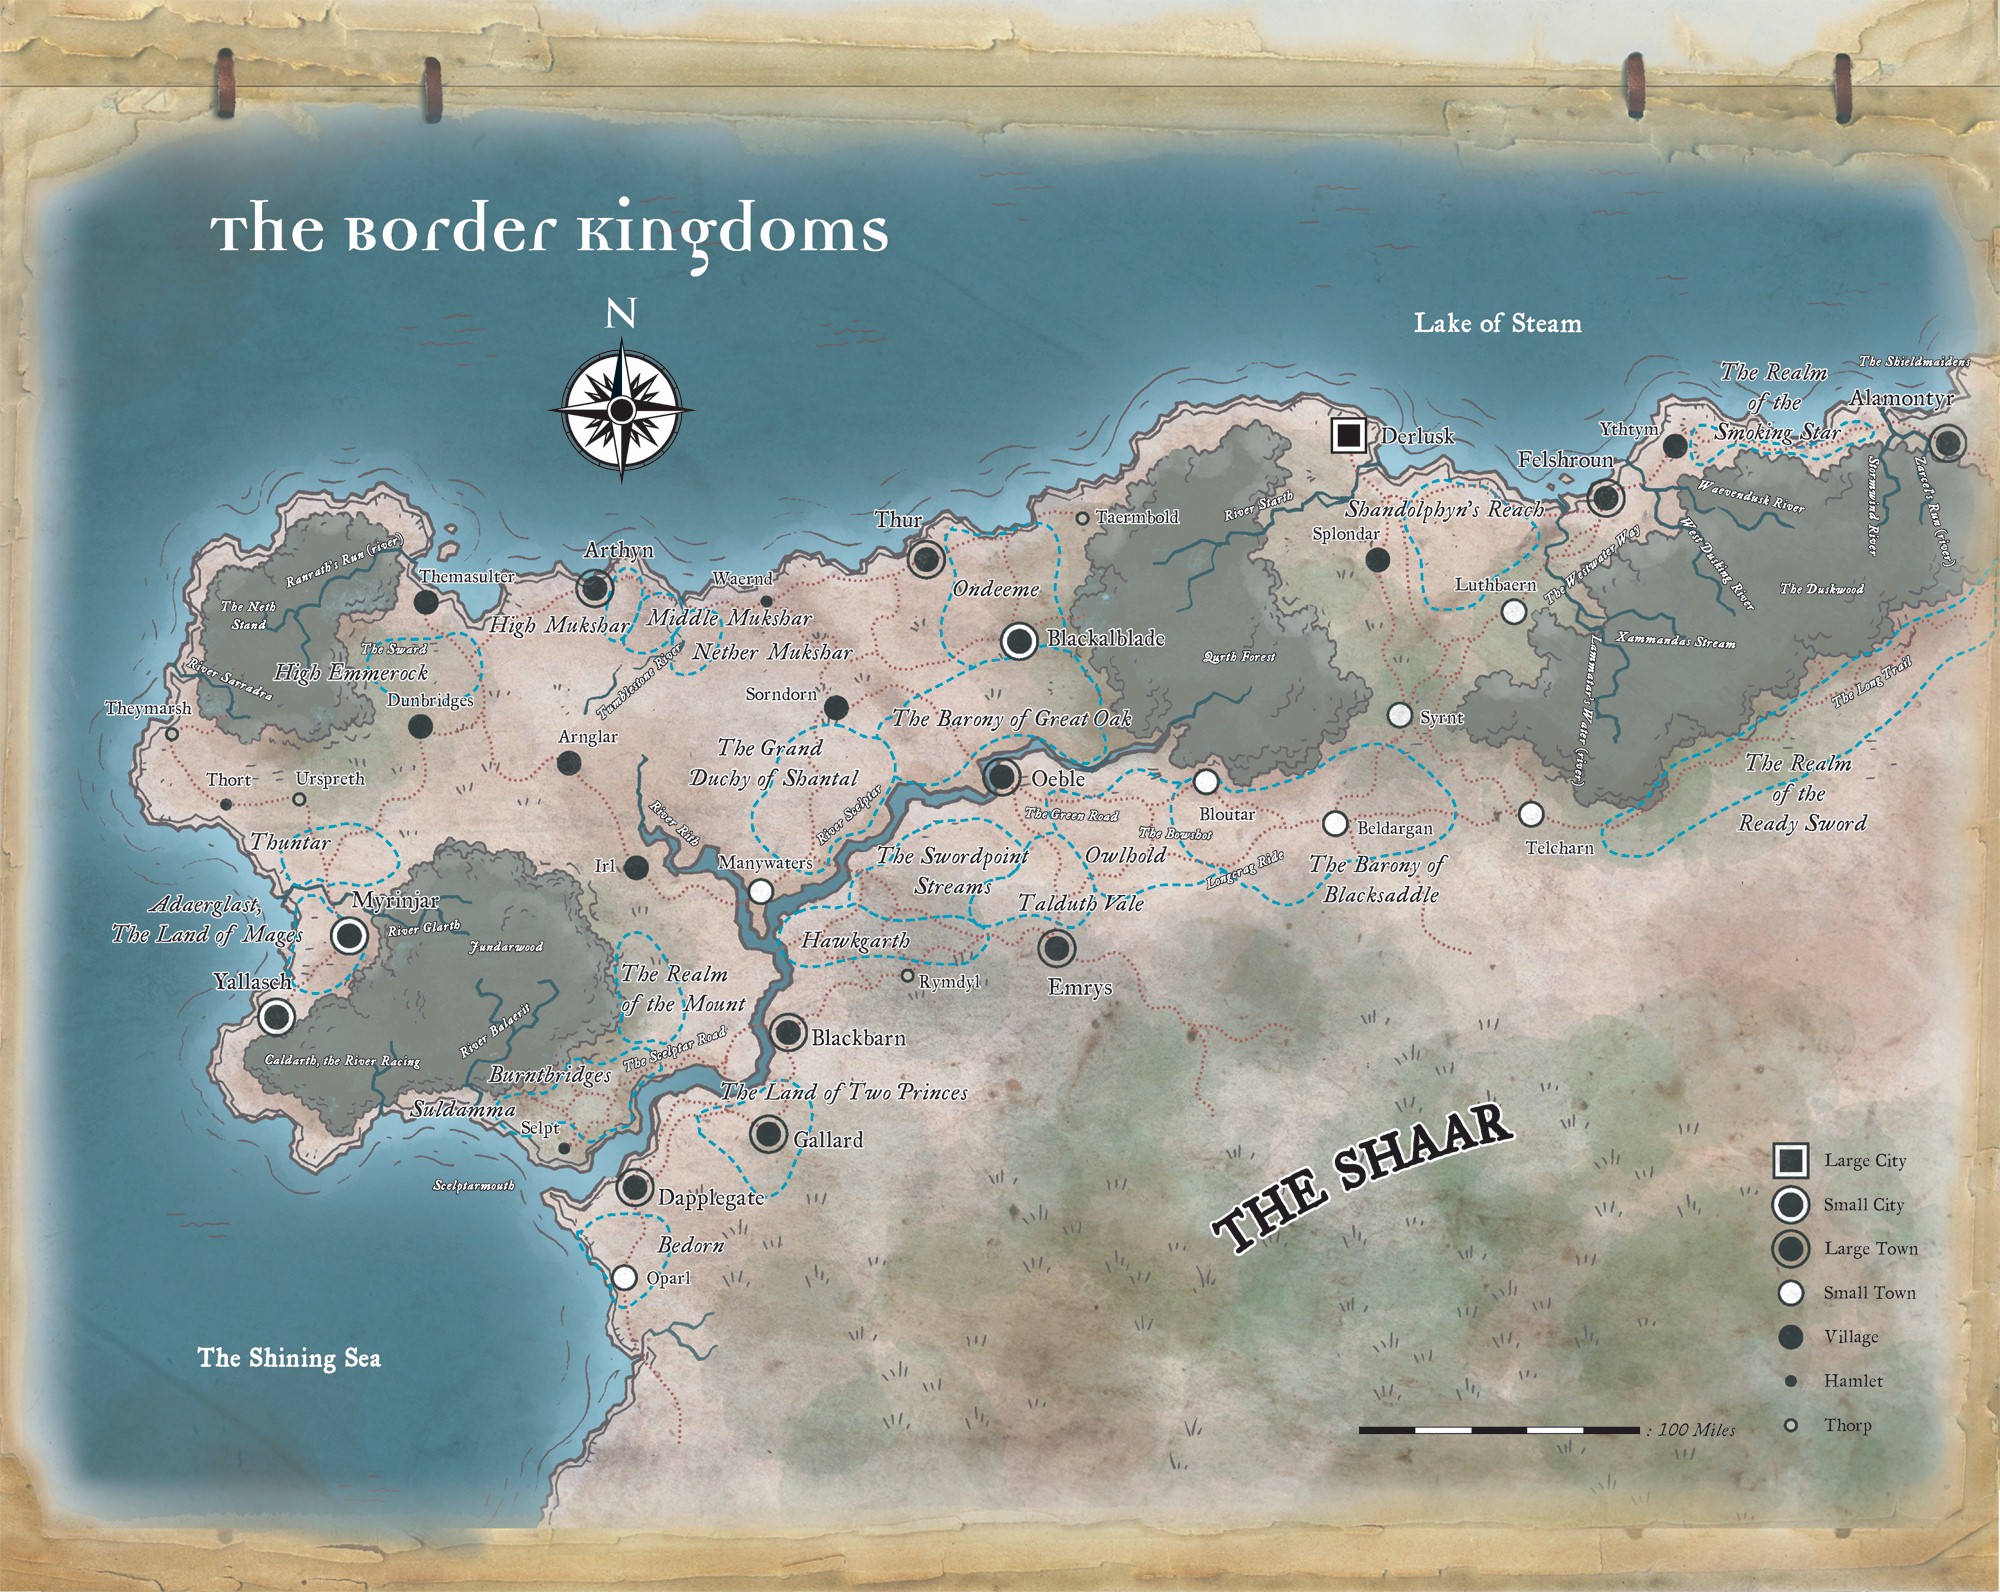 The Border Kingdoms
N
Lake of Steam
The Shieldmaidens
The Realm
of the
Smoking Star
Alamontyr
Ythtym
Derlusk
Felshroun
Stormwind River
Zarcel's Run (river)
Waevendusk River
River Starth
Shandolphyn's Reach
Taermbold
Thur
Splondar
West Dusking River
The Westwater Way
Arthyn
Ranrath's Run (river)
Themasulter
Waernd
Ondeeme
Luthbaern
The Duskwood
The Neth
Stand
High Mukshar
Middle Mukshar
Blackalblade
Xammandas Stream
The Sward
Nether Mukshar
Qurth Forest
High Emmerock
River Sarradra
Tumblestone River
Lammatar's Water (river)
The Long Trail
Dunbridges
Sorndorn
Theymarsh
The Barony of Great Oak
Syrnt
Arnglar
The Grand
Duchy of Shantal
The Realm
of the
Ready Sword
Thort
Urspreth
Oeble
River Rith
River Scelptar
The Green Road
Bloutar
The Bowshot
Beldargan
Telcharn
Thuntar
Irl
Manywaters
The Swordpoint
Streams
Owlhold
Longcrag Ride
The Barony of
Blacksaddle
Adaerglast,
The Land of Mages
Myrinjar
Talduth Vale
River Glarth
Jundarwood
Hawkgarth
Yallasch
The Realm
of the Mount
Rymdyl
Emrys
River Balaerit
The Scelptar Road
Blackbarn
Caldarth, the River Racing
Burntbridges
The Land of Two Princes
Suldamma
Selpt
Gallard
THE SHAAR
Scelptarmouth
Dapplegate
Bedorn
Oparl
The Shining Sea
Large City
Small City
Large Town
Small Town
Village
Hamlet
Thorp
: 100 Miles